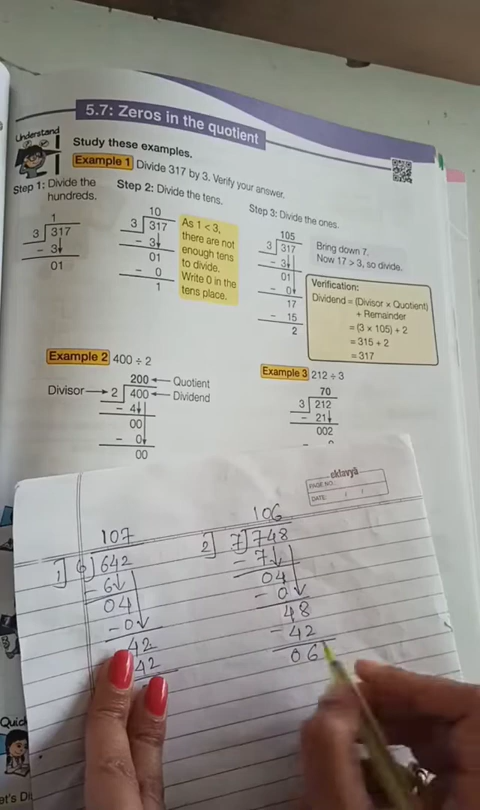 5.7: Zeros in the quotient
Understand
Study these examples.
Example 1 Divide 317 by 3. Verify your answer.
Step 1: Divide the
hundreds.
1
3 317
- 3↓
01
Step 2: Divide the tens.
10
3 317
- 3↓
01
- 0
1
As 1 < 3,
there are not
enough tens
to divide.
Write 0 in the
tens place.
Step 3: Divide the ones.
105
3 317
- 3↓
01
- 0↓
17
- 15
2
Bring down 7.
Now 17 > 3, so divide.
Verification:
Dividend = (Divisor × Quotient)
+ Remainder
= (3 × 105) + 2
= 315 + 2
= 317
Example 2 400 ÷ 2
200 ← Quotient
Divisor → 2 400 ← Dividend
- 4↓
00
- 0↓
00
Example 3 212 ÷ 3
70
3 212
- 21↓
002
sklavya
PAGE NO.:
DATE: / /
107
1] 6 642
- 6↓
04
- 0↓
42
42
106
2] 7 748
- 7↓
04
- 0↓
48
- 42
06
Quic
et's Di